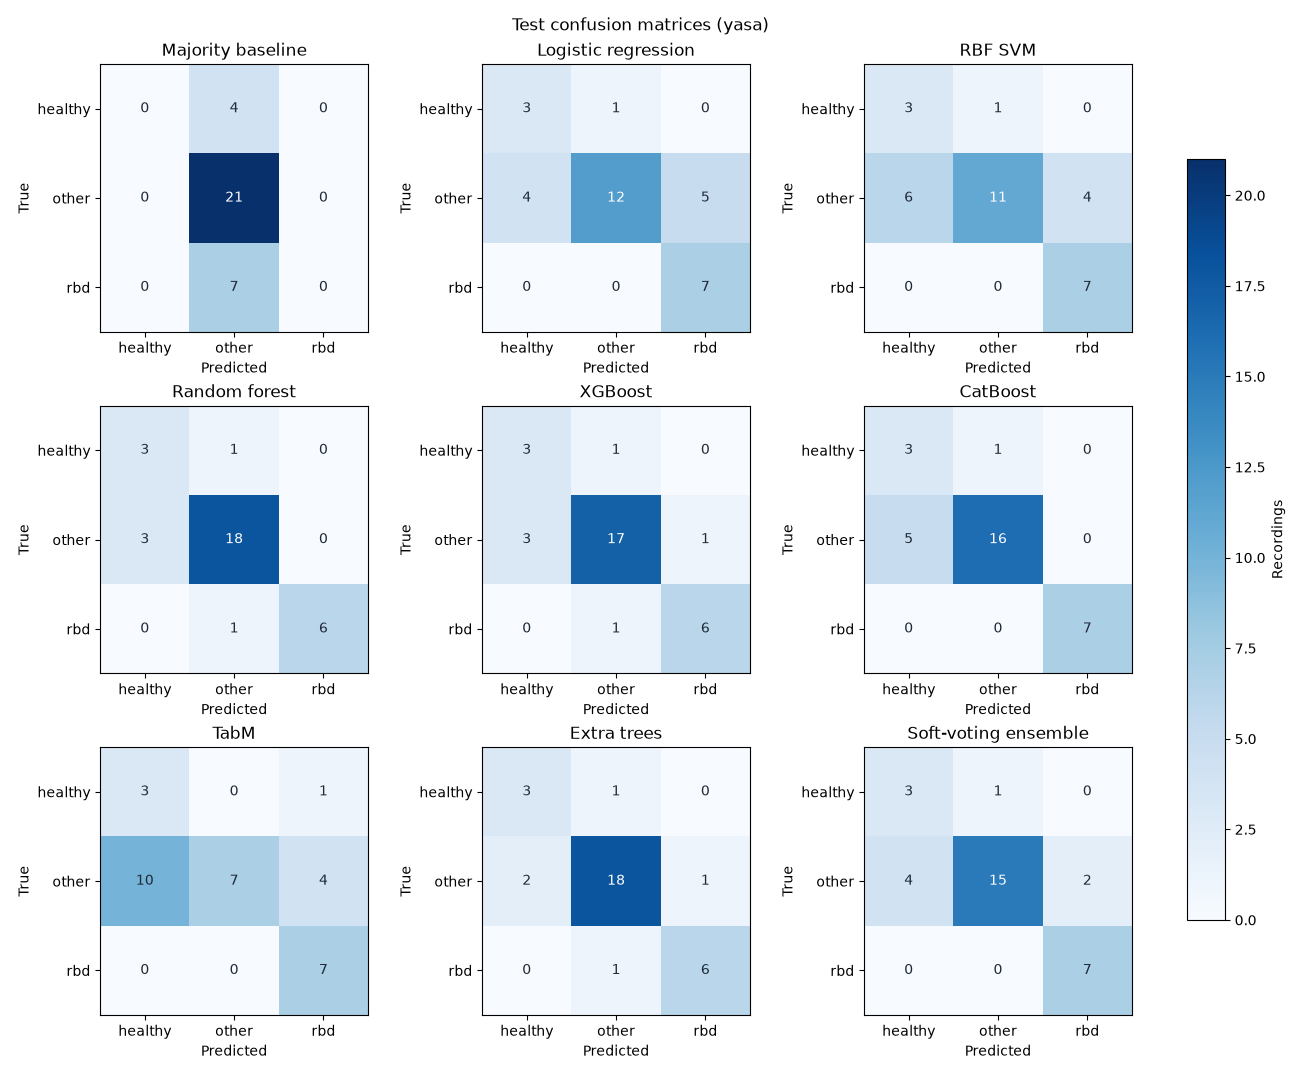 Test confusion matrices (yasa)
Majority baseline
healthy 0 4 0
other 0 21 0
rbd 0 7 0
healthy other rbd
Predicted
True
Logistic regression
healthy 3 1 0
other 4 12 5
rbd 0 0 7
healthy other rbd
Predicted
True
RBF SVM
healthy 3 1 0
other 6 11 4
rbd 0 0 7
healthy other rbd
Predicted
True
Random forest
healthy 3 1 0
other 3 18 0
rbd 0 1 6
healthy other rbd
Predicted
True
XGBoost
healthy 3 1 0
other 3 17 1
rbd 0 1 6
healthy other rbd
Predicted
True
CatBoost
healthy 3 1 0
other 5 16 0
rbd 0 0 7
healthy other rbd
Predicted
True
TabM
healthy 3 0 1
other 10 7 4
rbd 0 0 7
healthy other rbd
Predicted
True
Extra trees
healthy 3 1 0
other 2 18 1
rbd 0 1 6
healthy other rbd
Predicted
True
Soft-voting ensemble
healthy 3 1 0
other 4 15 2
rbd 0 0 7
healthy other rbd
Predicted
True
20.0
17.5
15.0
12.5
10.0
7.5
5.0
2.5
0.0
Recordings